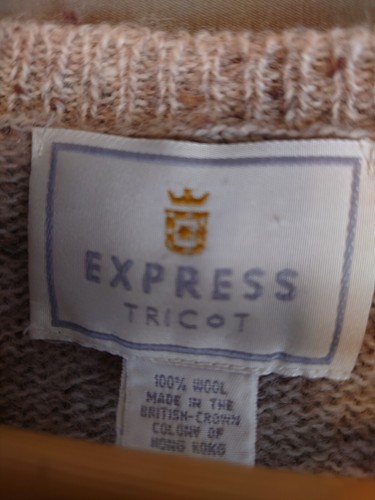 EXPRESS
TRICOT
100% WOOL
MADE IN THE
BRITISH-CROWN
COLONY OF
HONG KONG